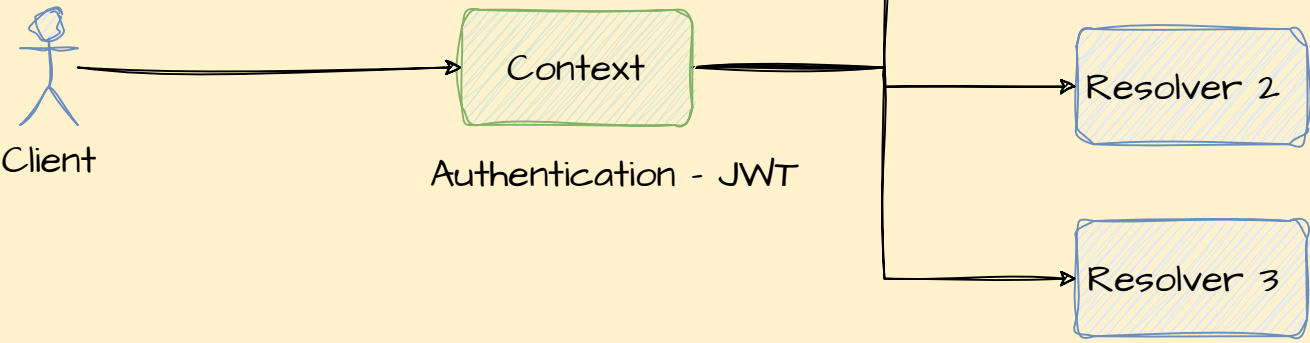 Context
Resolver 2
Client
Authentication - JWT
Resolver 3